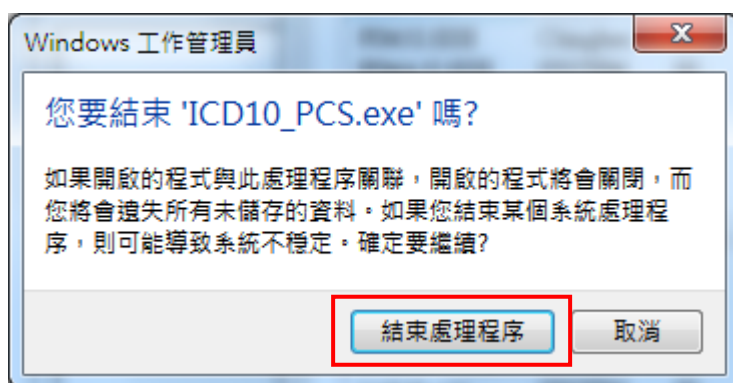 Windows 工作管理員
您要結束 'ICD10_PCS.exe' 嗎?
如果開啟的程式與此處理程序關聯，開啟的程式將會關閉，而
您將會遺失所有未儲存的資料。如果您結束某個系統處理程
序，則可能導致系統不穩定。確定要繼續?
結束處理程序
取消